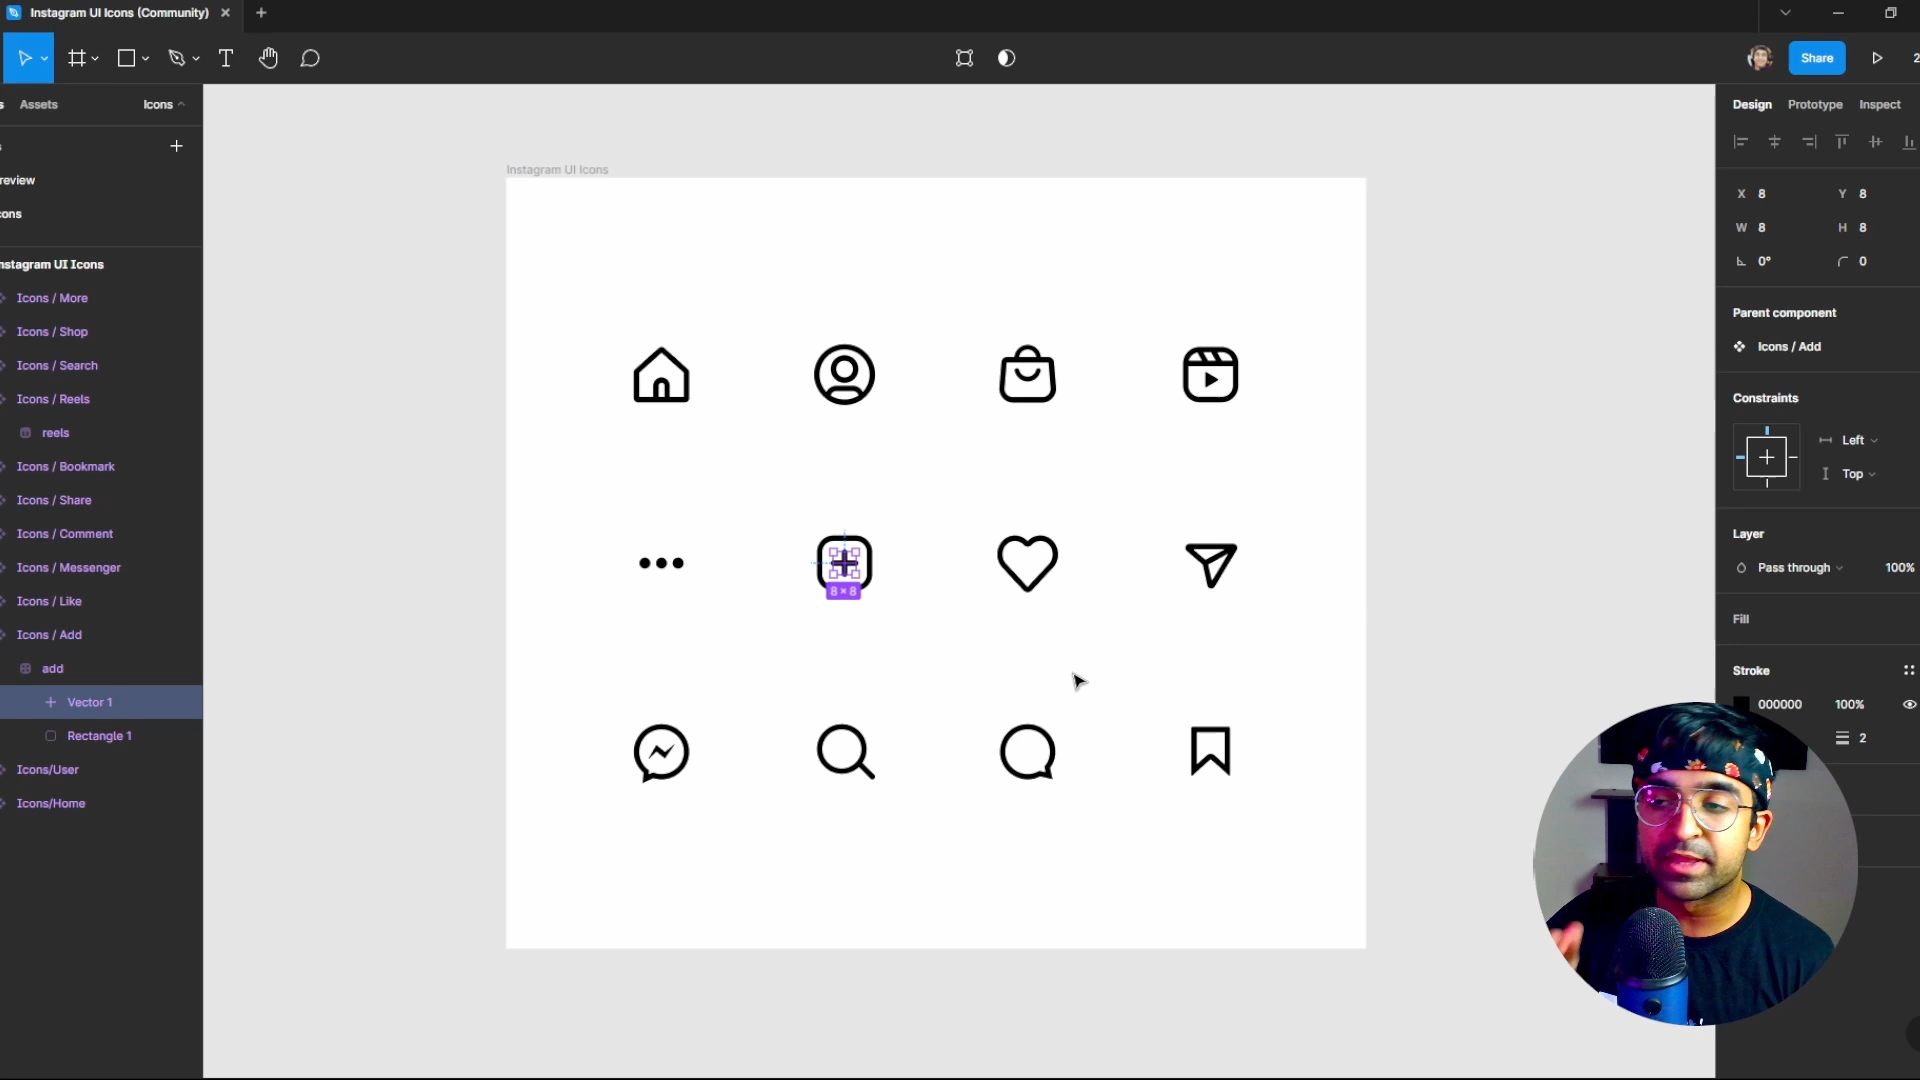 Instagram UI Icons (Community)
Share
2
s Assets Icons
Design Prototype Inspect
s
review
cons
nstagram UI Icons
Icons / More
Icons / Shop
Icons / Search
Icons / Reels
reels
Icons / Bookmark
Icons / Share
Icons / Comment
Icons / Messenger
Icons / Like
Icons / Add
add
Vector 1
Rectangle 1
Icons/User
Icons/Home
Instagram UI Icons
8 × 8
X 8 Y 8
W 8 H 8
0° 0
Parent component
Icons / Add
Constraints
Left
Top
Layer
Pass through 100%
Fill
Stroke
000000 100%
2